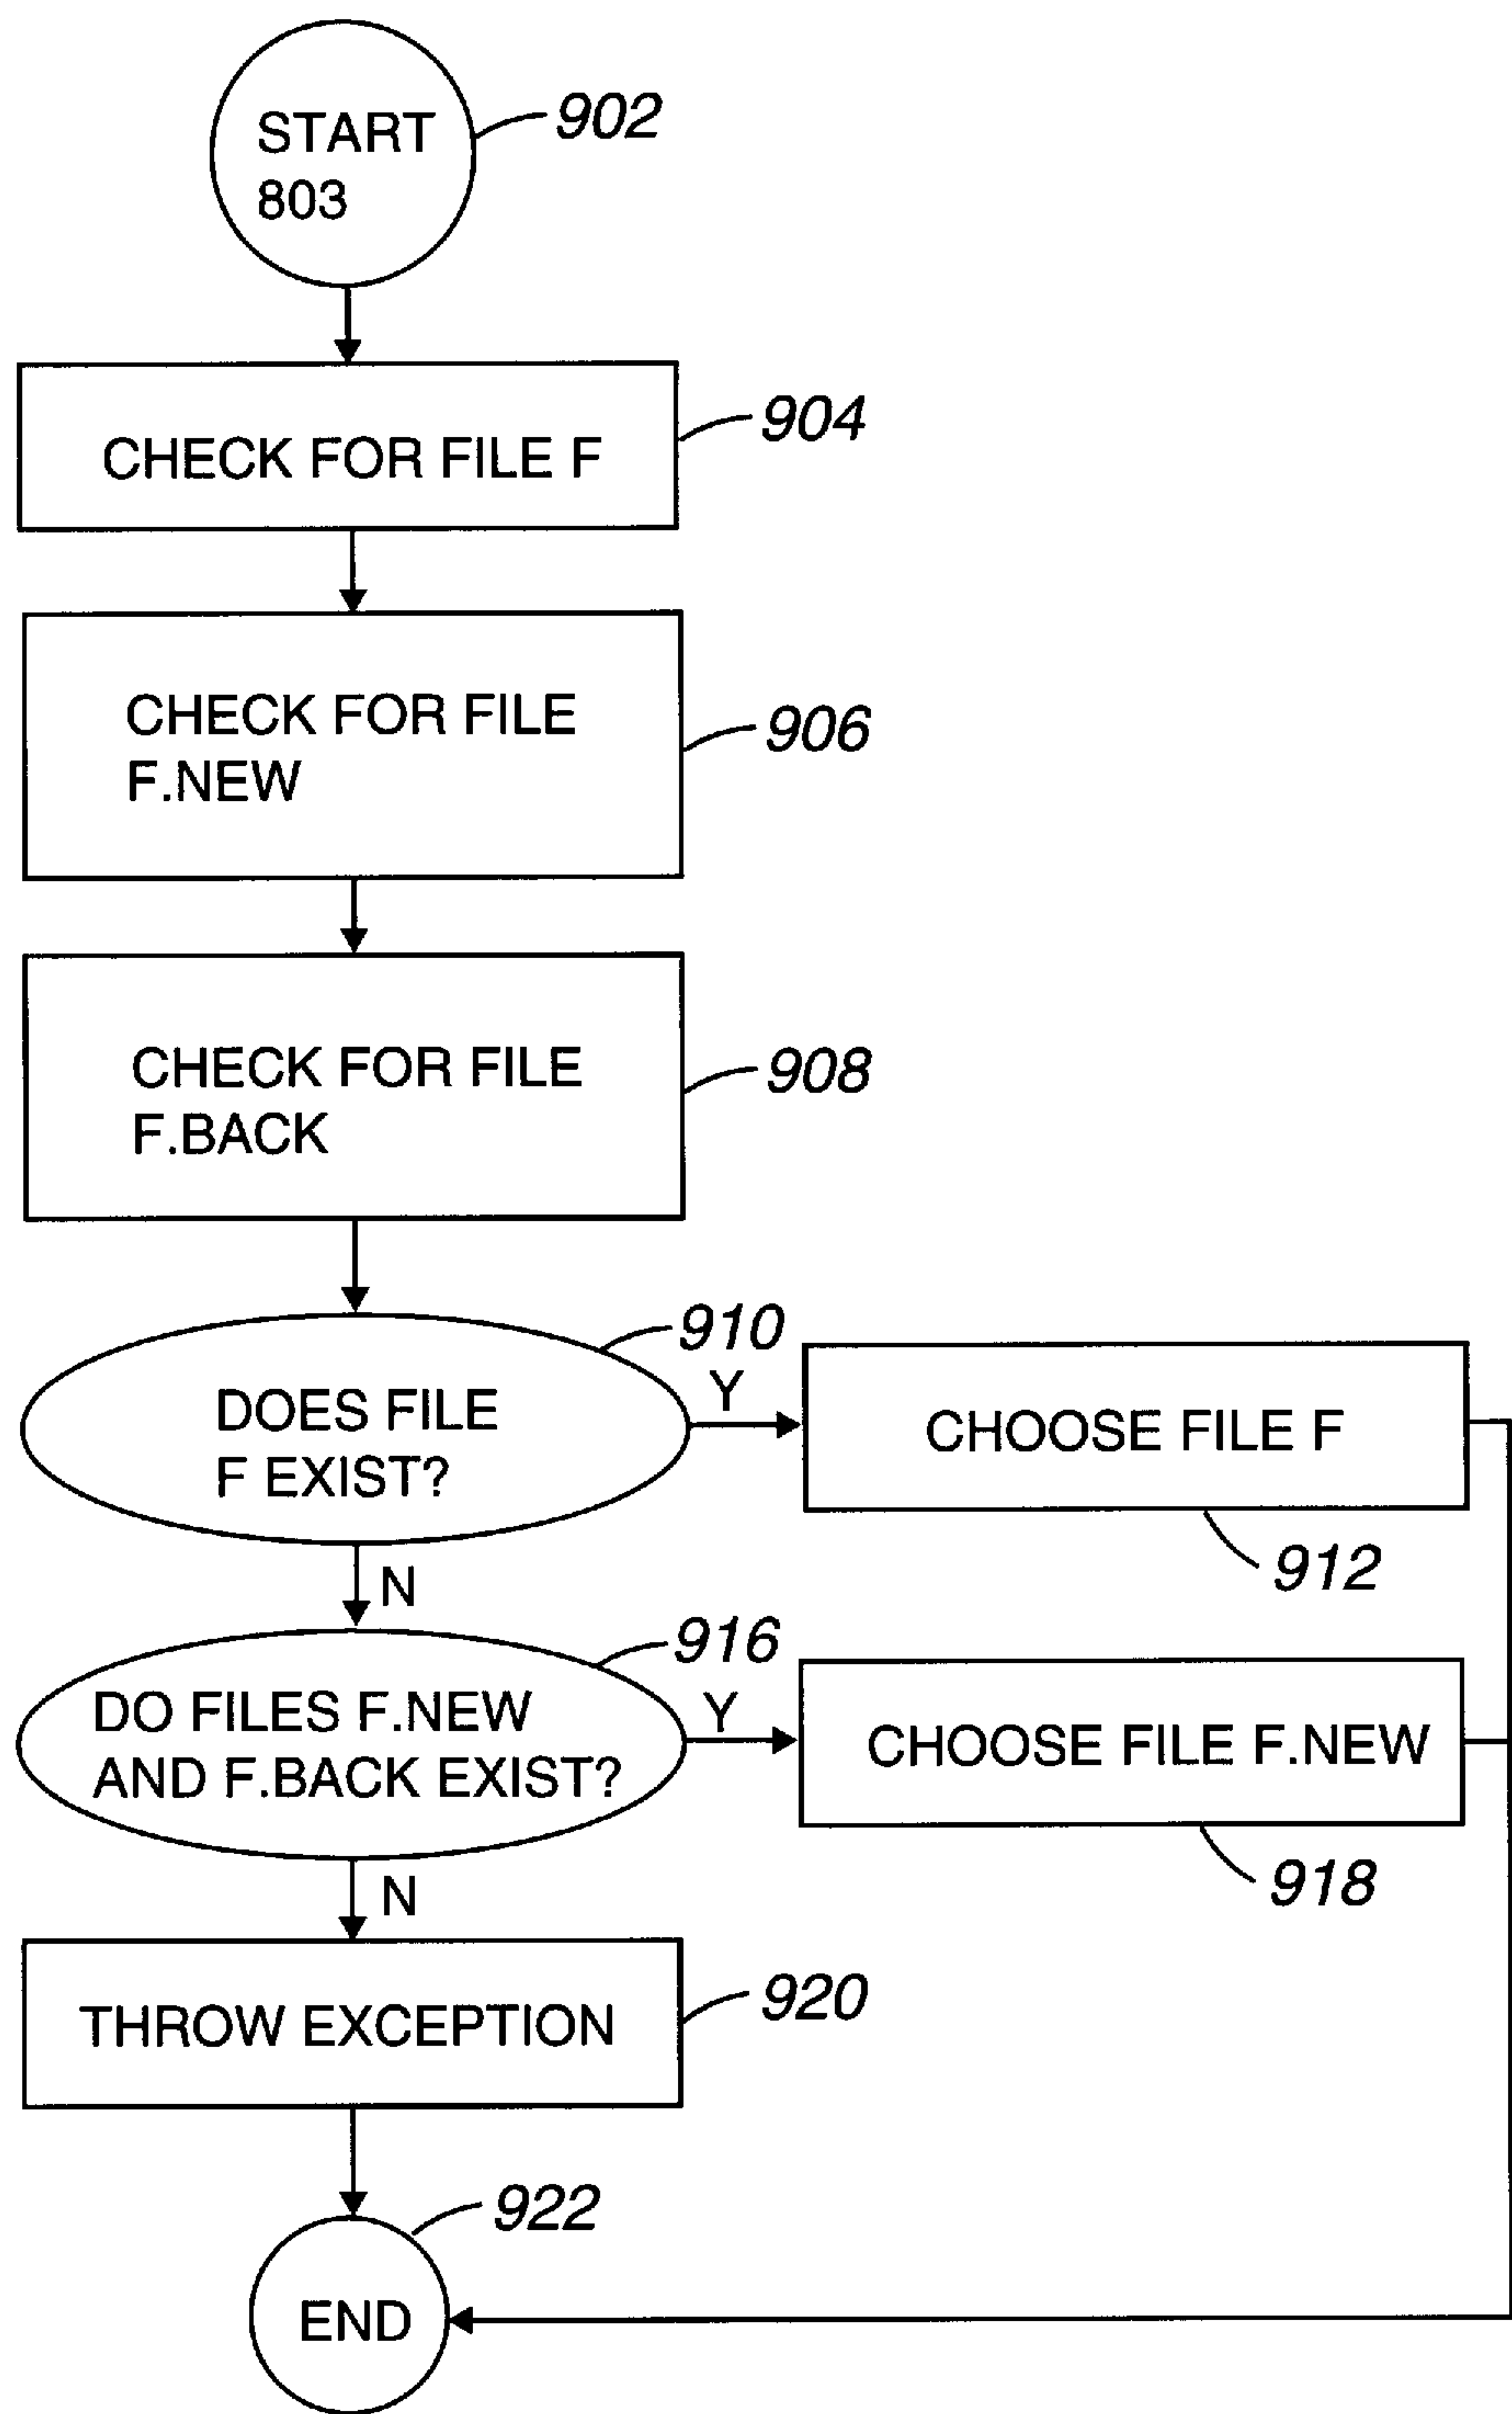 START
803
902
CHECK FOR FILE F
904
CHECK FOR FILE
F.NEW
906
CHECK FOR FILE
F.BACK
908
910
DOES FILE
F EXIST?
Y
CHOOSE FILE F
912
N
916
DO FILES F.NEW
AND F.BACK EXIST?
Y
CHOOSE FILE F.NEW
918
N
THROW EXCEPTION
920
922
END